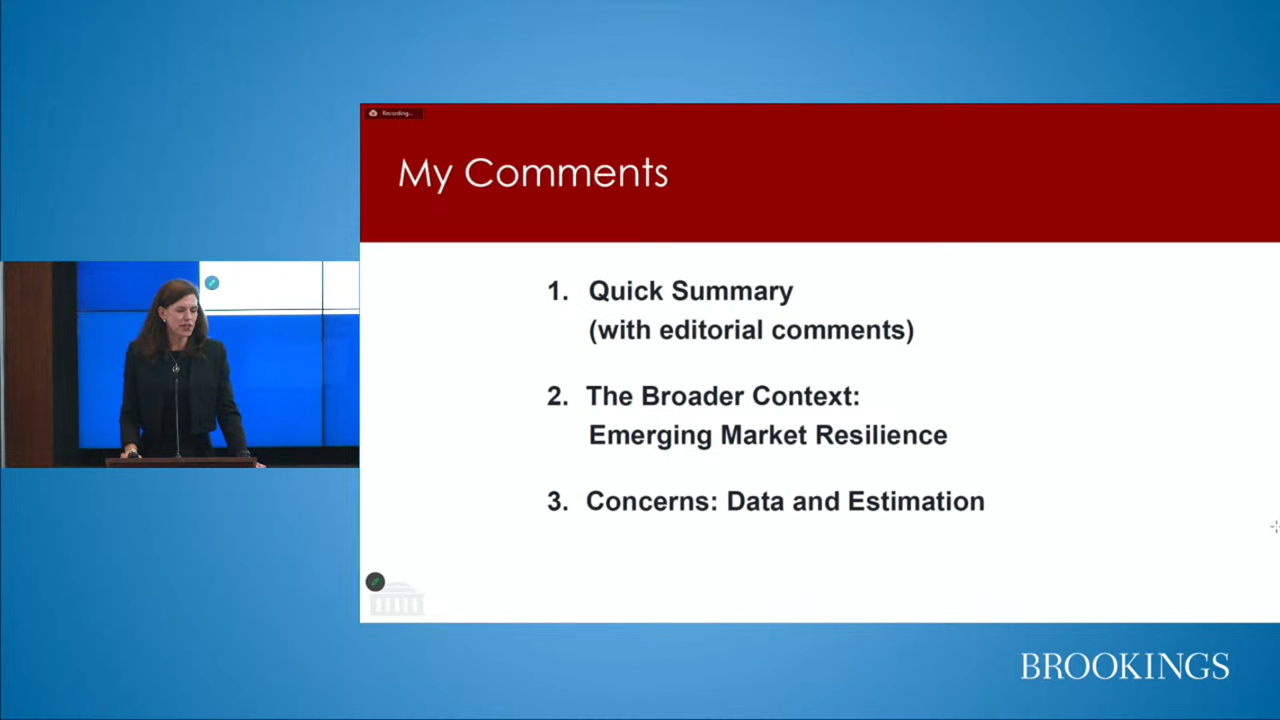 Recording...
My Comments
1. Quick Summary
(with editorial comments)
2. The Broader Context:
Emerging Market Resilience
3. Concerns: Data and Estimation
BROOKINGS